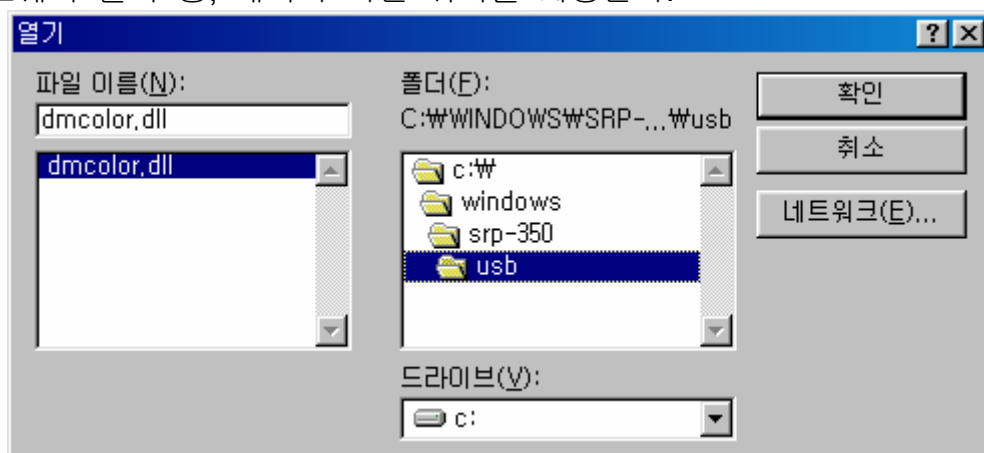 열기
파일 이름(N):
dmcolor.dll
dmcolor.dll
폴더(F):
C:₩WINDOWS₩SRP-...₩usb
c:₩
windows
srp-350
usb
드라이브(V):
c:
확인
취소
네트워크(E)...